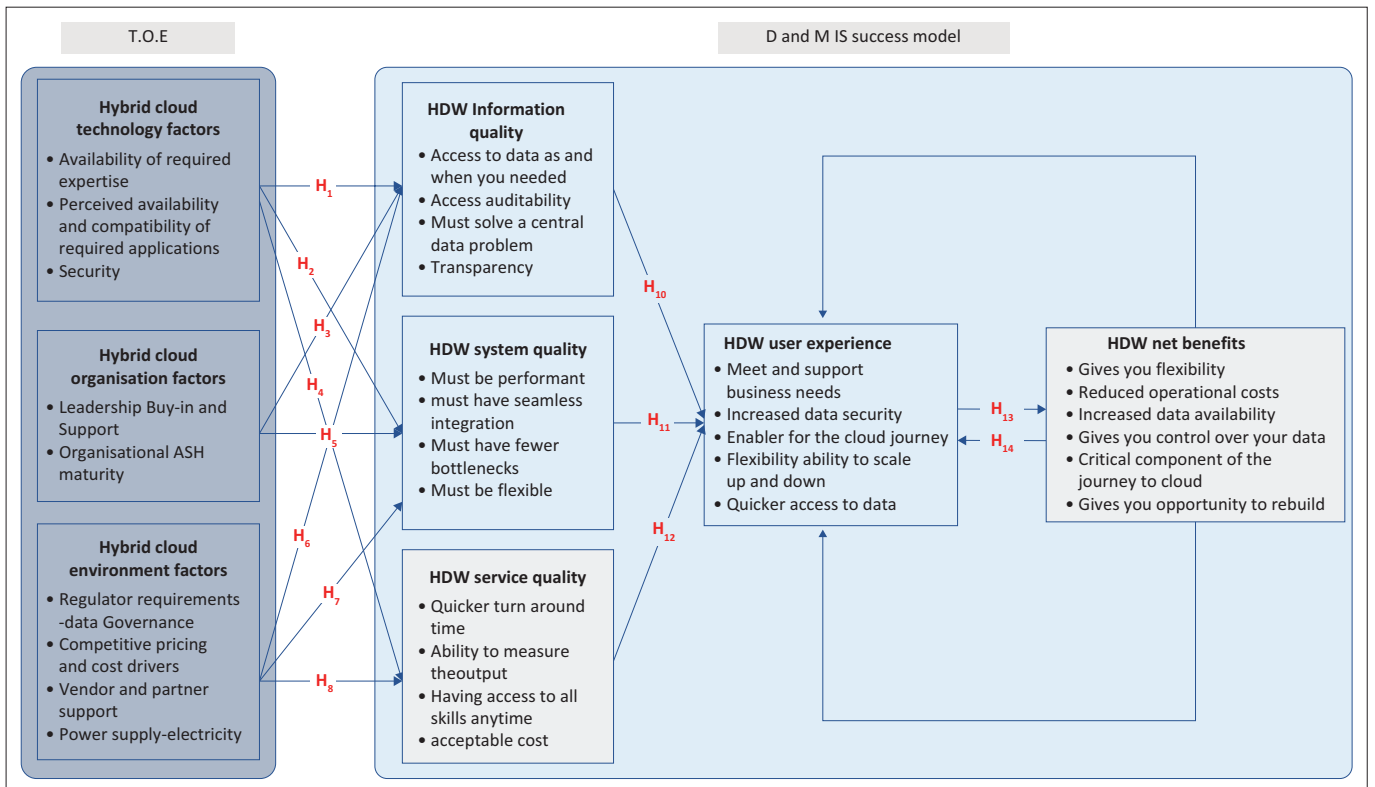 T.O.E
D and M IS success model
Hybrid cloud
technology factors
• Availability of required
expertise
• Perceived availability
and compatibility of
required applications
• Security
Hybrid cloud
organisation factors
• Leadership Buy-in and
Support
• Organisational ASH
maturity
Hybrid cloud
environment factors
• Regulator requirements
-data Governance
• Competitive pricing
and cost drivers
• Vendor and partner
support
• Power supply-electricity
H1
H2
H3
H4
H5
H6
H7
H8
HDW Information
quality
• Access to data as and
when you needed
• Access auditability
• Must solve a central
data problem
• Transparency
HDW system quality
• Must be performant
• must have seamless
integration
• Must have fewer
bottlenecks
• Must be flexible
HDW service quality
• Quicker turn around
time
• Ability to measure
theoutput
• Having access to all
skills anytime
• acceptable cost
H10
H11
H12
HDW user experience
• Meet and support
business needs
• Increased data security
• Enabler for the cloud journey
• Flexibility ability to scale
up and down
• Quicker access to data
H13
H14
HDW net benefits
• Gives you flexibility
• Reduced operational costs
• Increased data availability
• Gives you control over your data
• Critical component of the
journey to cloud
• Gives you opportunity to rebuild